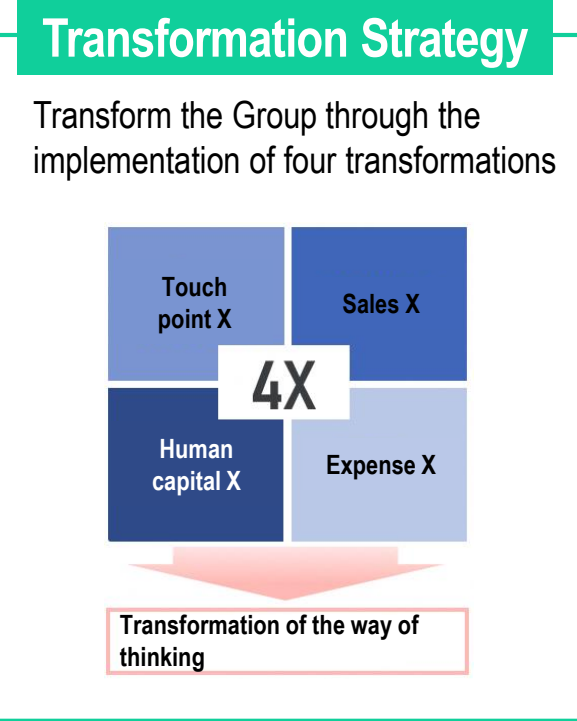 Transformation Strategy
Transform the Group through the
implementation of four transformations
Touch
point X
Sales X
4X
Human
capital X
Expense X
Transformation of the way of
thinking